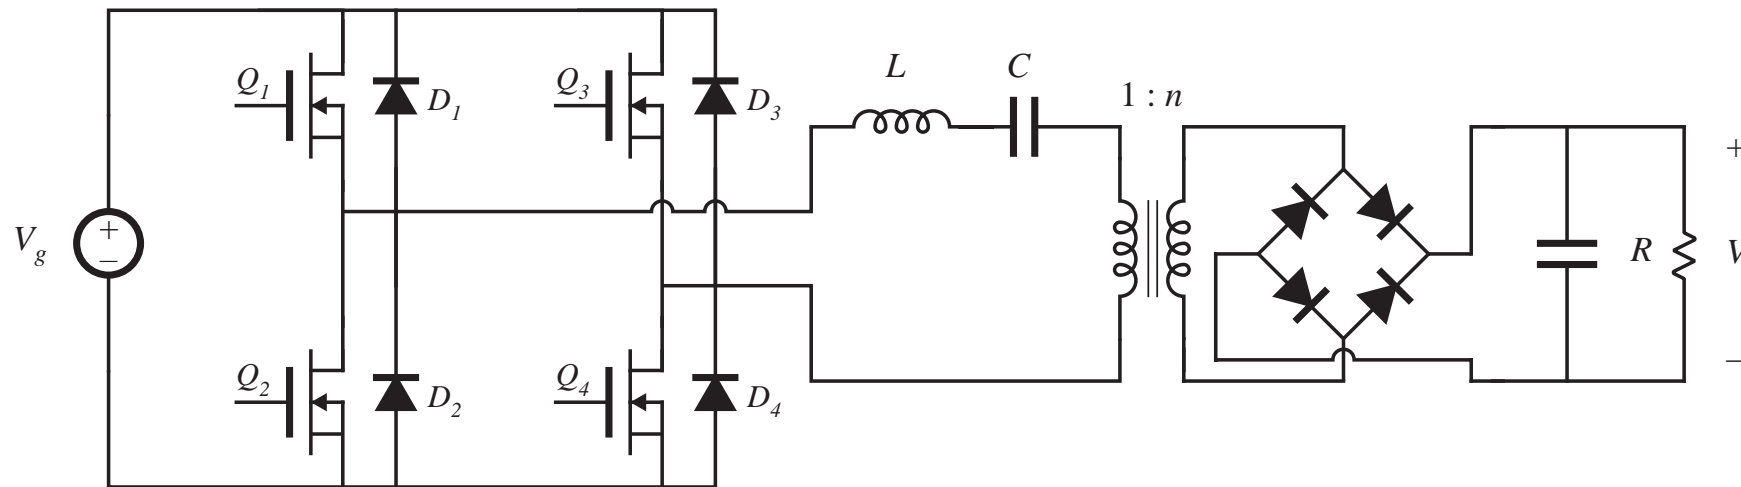 L
C
1 : n
Q1
D1
Q3
D3
+
+
−
Vg
R
V
−
Q2
D2
Q4
D4